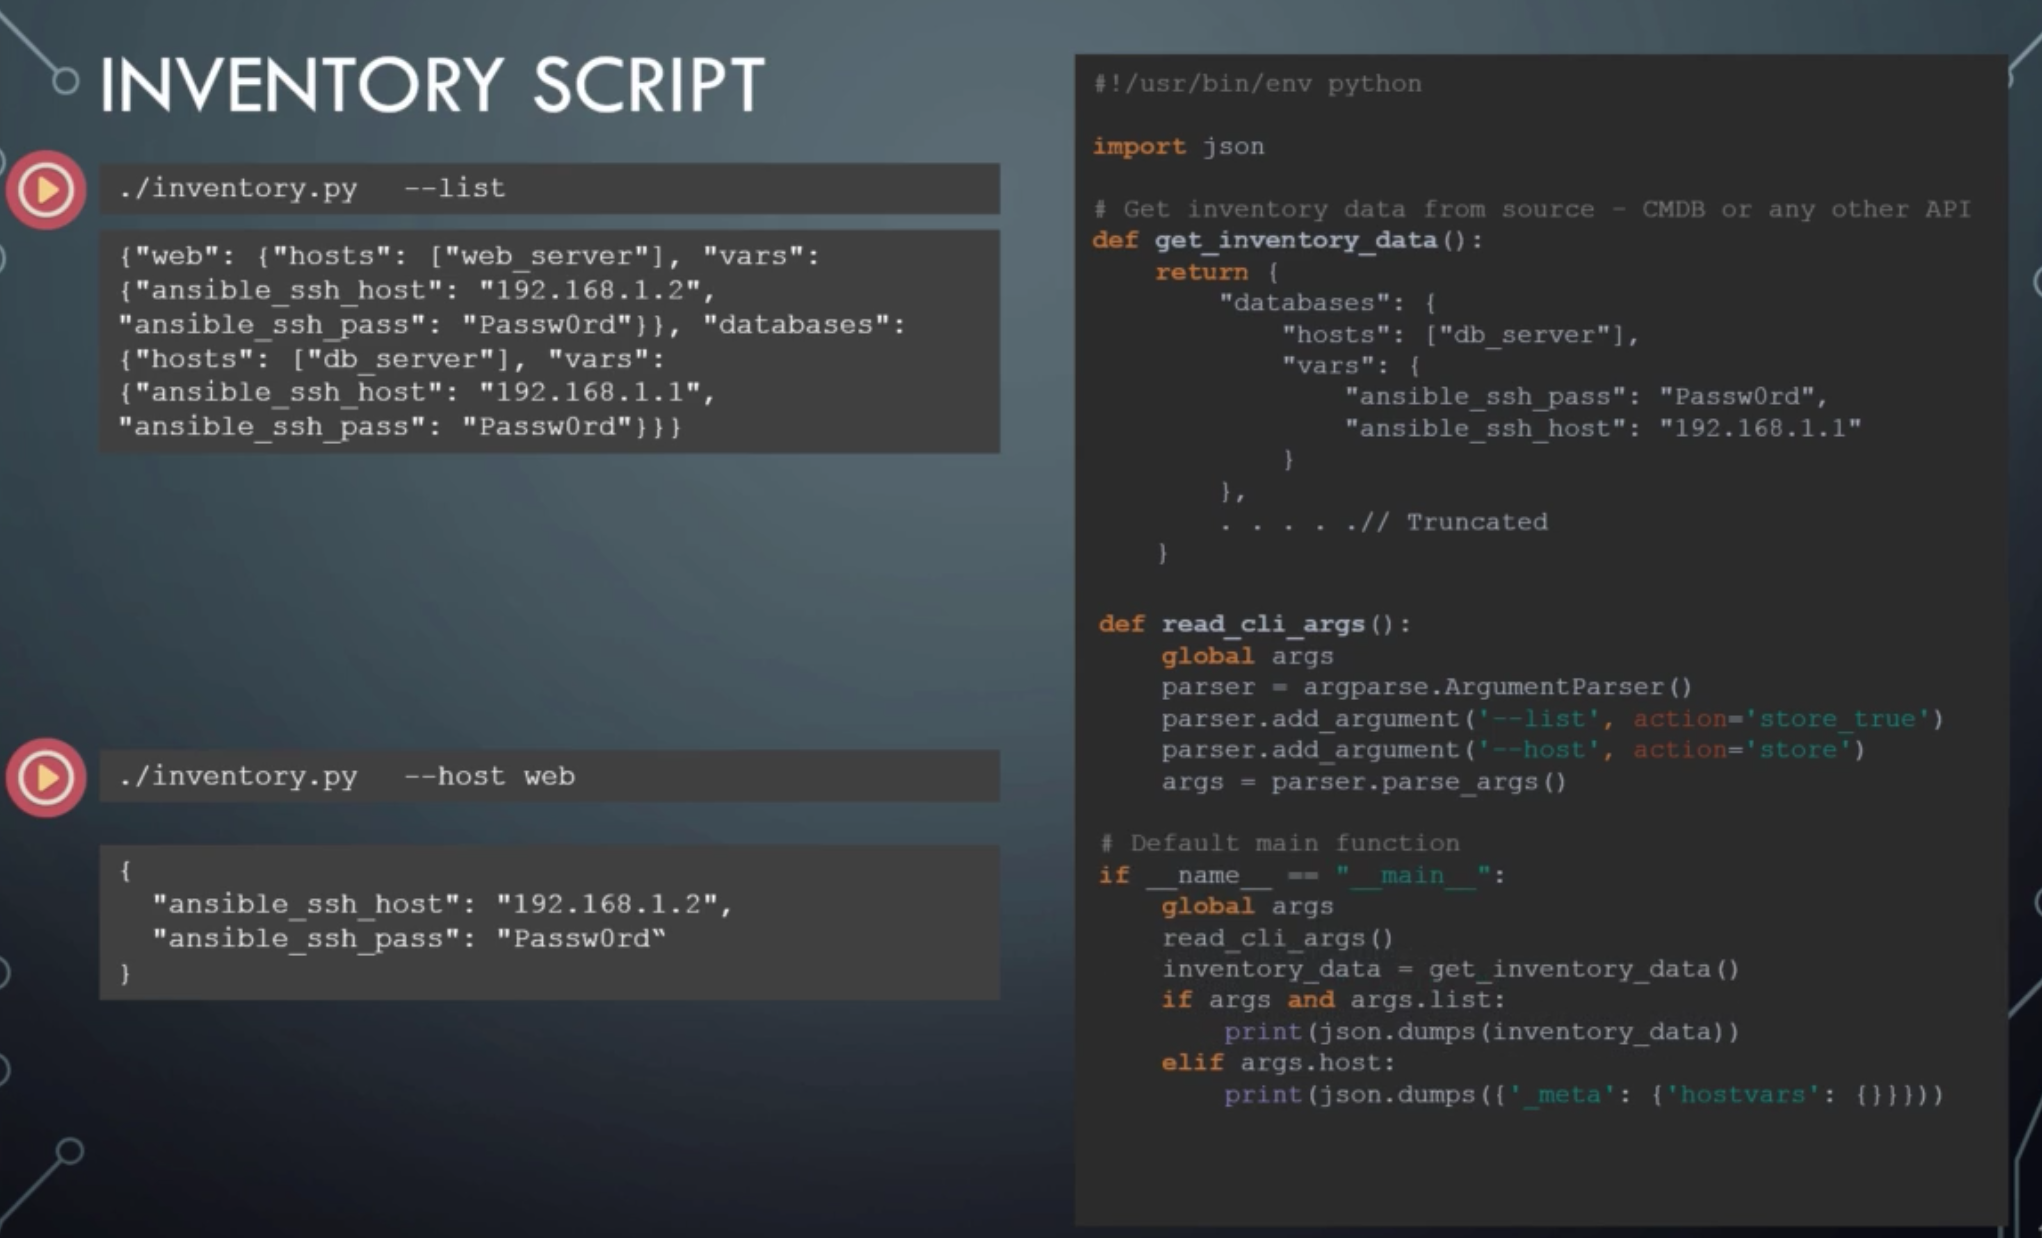 INVENTORY SCRIPT
./inventory.py   --list
{"web": {"hosts": ["web_server"], "vars":
{"ansible_ssh_host": "192.168.1.2",
"ansible_ssh_pass": "Passw0rd"}}, "databases":
{"hosts": ["db_server"], "vars":
{"ansible_ssh_host": "192.168.1.1",
"ansible_ssh_pass": "Passw0rd"}}}
./inventory.py   --host web
{
  "ansible_ssh_host": "192.168.1.2",
  "ansible_ssh_pass": "Passw0rd‟
}
#!/usr/bin/env python
import json
# Get inventory data from source - CMDB or any other API
def get_inventory_data():
    return {
        "databases": {
            "hosts": ["db_server"],
            "vars": {
                "ansible_ssh_pass": "Passw0rd",
                "ansible_ssh_host": "192.168.1.1"
            }
        },
        . . . . .// Truncated
    }
def read_cli_args():
    global args
    parser = argparse.ArgumentParser()
    parser.add_argument('--list', action='store_true')
    parser.add_argument('--host', action='store')
    args = parser.parse_args()
# Default main function
if __name__ == "__main__":
    global args
    read_cli_args()
    inventory_data = get_inventory_data()
    if args and args.list:
        print(json.dumps(inventory_data))
    elif args.host:
        print(json.dumps({'_meta': {'hostvars': {}}}))